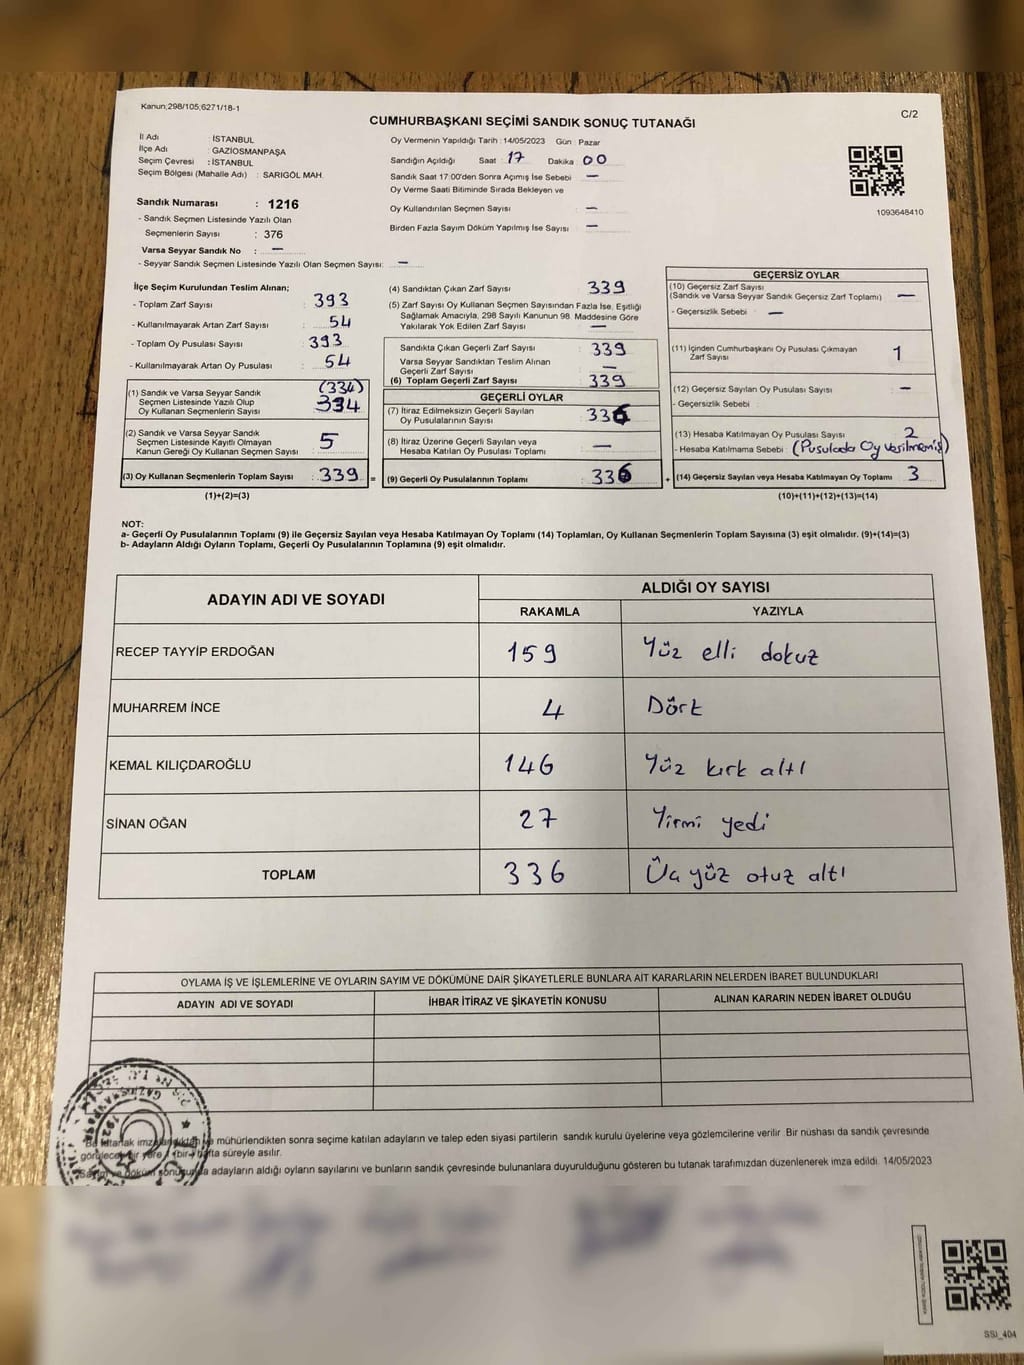 Kanun;298/105;6271/18-1
C/2
CUMHURBAŞKANI SEÇİMİ SANDIK SONUÇ TUTANAĞI
İl Adı : İSTANBUL
İlçe Adı : GAZİOSMANPAŞA
Seçim Çevresi : İSTANBUL
Seçim Bölgesi (Mahalle Adı) : SARIGÖL MAH.
Sandık Numarası : 1216
- Sandık Seçmen Listesinde Yazılı Olan
Seçmenlerin Sayısı : 376
Varsa Seyyar Sandık No : —
- Seyyar Sandık Seçmen Listesinde Yazılı Olan Seçmen Sayısı: —
Oy Vermenin Yapıldığı Tarih : 14/05/2023 Gün : Pazar
Sandığın Açıldığı Saat : 17 Dakika 00
Sandık Saat 17:00'den Sonra Açımış İse Sebebi : —
Oy Verme Saati Bitiminde Sırada Bekleyen ve
Oy Kullandırılan Seçmen Sayısı : —
Birden Fazla Sayım Döküm Yapılmış İse Sayısı : —
1093648410
İlçe Seçim Kurulundan Teslim Alınan;
- Toplam Zarf Sayısı : 393
- Kullanılmayarak Artan Zarf Sayısı : 54
- Toplam Oy Pusulası Sayısı : 393
- Kullanılmayarak Artan Oy Pusulası : 54
(1) Sandık ve Varsa Seyyar Sandık (334)
Seçmen Listesinde Yazılı Olup 334
Oy Kullanan Seçmenlerin Sayısı
(2) Sandık ve Varsa Seyyar Sandık
Seçmen Listesinde Kayıtlı Olmayan 5
Kanun Gereği Oy Kullanan Seçmen Sayısı
(3) Oy Kullanan Seçmenlerin Toplam Sayısı : 339 =
(1)+(2)=(3)
(4) Sandıktan Çıkan Zarf Sayısı : 339
(5) Zarf Sayısı Oy Kullanan Seçmen Sayısından Fazla İse, Eşitliği
Sağlamak Amacıyla, 298 Sayılı Kanunun 98. Maddesine Göre
Yakılarak Yok Edilen Zarf Sayısı : —
Sandıkta Çıkan Geçerli Zarf Sayısı : 339
Varsa Seyyar Sandıktan Teslim Alınan
Geçerli Zarf Sayısı : —
(6) Toplam Geçerli Zarf Sayısı : 339
GEÇERLİ OYLAR
(7) İtiraz Edilmeksizin Geçerli Sayılan
Oy Pusulalarının Sayısı : 336
(8) İtiraz Üzerine Geçerli Sayılan veya
Hesaba Katılan Oy Pusulası Toplamı : —
(9) Geçerli Oy Pusulalarının Toplamı : 336 +
GEÇERSİZ OYLAR
(10) Geçersiz Zarf Sayısı
(Sandık ve Varsa Seyyar Sandık Geçersiz Zarf Toplamı) : —
- Geçersizlik Sebebi : —
(11) İçinden Cumhurbaşkanı Oy Pusulası Çıkmayan
Zarf Sayısı : 1
(12) Geçersiz Sayılan Oy Pusulası Sayısı : —
- Geçersizlik Sebebi :
(13) Hesaba Katılmayan Oy Pusulası Sayısı : 2
- Hesaba Katılmama Sebebi : (Pusulada Oy Verilmemiş)
(14) Geçersiz Sayılan veya Hesaba Katılmayan Oy Toplamı : 3
(10)+(11)+(12)+(13)=(14)
NOT:
a- Geçerli Oy Pusulalarının Toplamı (9) ile Geçersiz Sayılan veya Hesaba Katılmayan Oy Toplamı (14) Toplamları, Oy Kullanan Seçmenlerin Toplam Sayısına (3) eşit olmalıdır. (9)+(14)=(3)
b- Adayların Aldığı Oyların Toplamı, Geçerli Oy Pusulalarının Toplamına (9) eşit olmalıdır.
ADAYIN ADI VE SOYADI ALDIĞI OY SAYISI
RAKAMLA YAZIYLA
RECEP TAYYİP ERDOĞAN 159 Yüz elli dokuz
MUHARREM İNCE 4 Dört
KEMAL KILIÇDAROĞLU 146 Yüz kırk altı
SİNAN OĞAN 27 Yirmi yedi
TOPLAM 336 Üç yüz otuz altı
OYLAMA İŞ VE İŞLEMLERİNE VE OYLARIN SAYIM VE DÖKÜMÜNE DAİR ŞİKAYETLERLE BUNLARA AİT KARARLARIN NELERDEN İBARET BULUNDUKLARI
ADAYIN ADI VE SOYADI İHBAR İTİRAZ VE ŞİKAYETİN KONUSU ALINAN KARARIN NEDEN İBARET OLDUĞU
Bu tutanak imzalandıktan ve mühürlendikten sonra seçime katılan adayların ve talep eden siyasi partilerin sandık kurulu üyelerine veya gözlemcilerine verilir. Bir nüshası da sandık çevresinde
görülecek bir yere 1 (bir) hafta süreyle asılır.
Sayım ve döküm sonucunda adayların aldığı oyların sayılarını ve bunların sandık çevresinde bulunanlara duyurulduğunu gösteren bu tutanak tarafımızdan düzenlenerek imza edildi. 14/05/2023
SSI_404